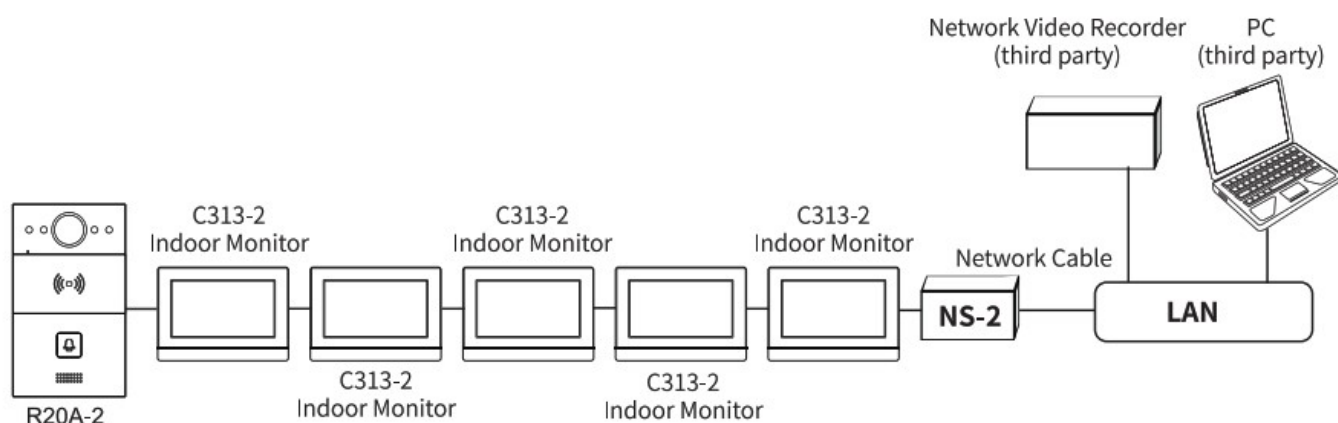 Network Video Recorder
(third party)
PC
(third party)
C313-2
Indoor Monitor
C313-2
Indoor Monitor
C313-2
Indoor Monitor
Network Cable
NS-2
LAN
C313-2
Indoor Monitor
C313-2
Indoor Monitor
R20A-2